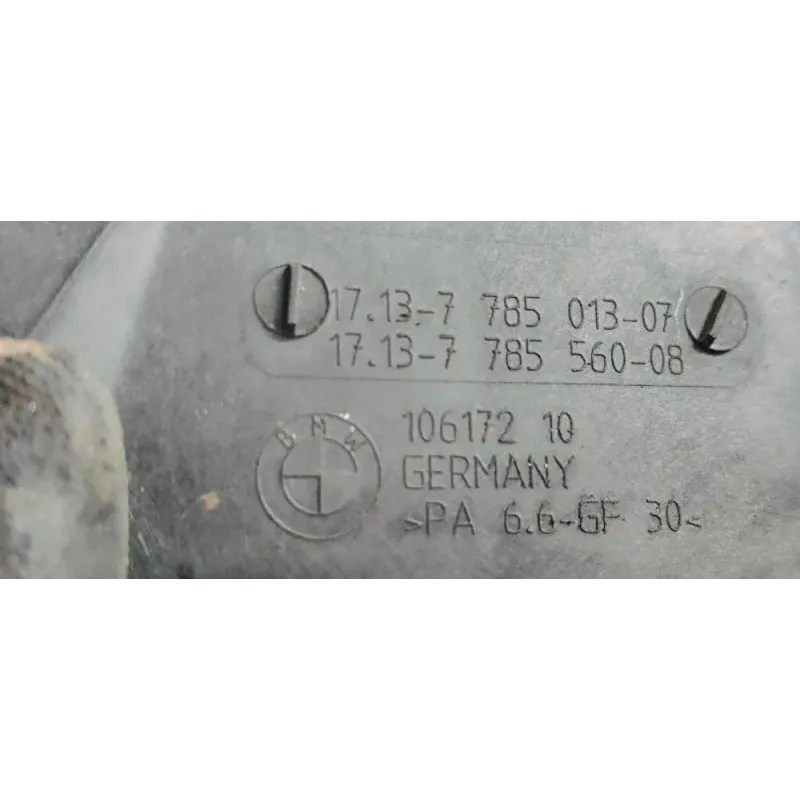 17.13-7 785 013-07
17.13-7 785 560-08
BMW
106172 10
GERMANY
>PA 6.6-GF 30<